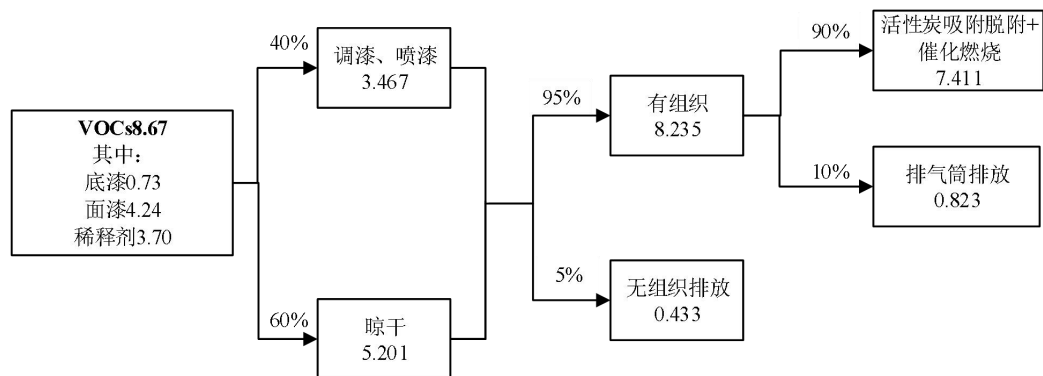 VOCs8.67
其中：
底漆0.73
面漆4.24
稀释剂3.70
40%
调漆、喷漆
3.467
60%
晾干
5.201
95%
有组织
8.235
5%
无组织排放
0.433
90%
活性炭吸附脱附+
催化燃烧
7.411
10%
排气筒排放
0.823